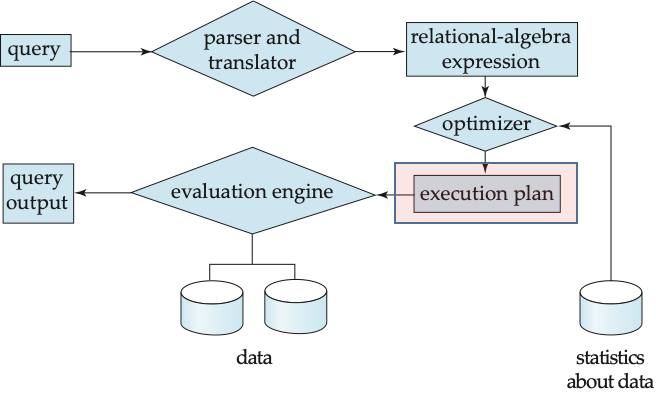 query
parser and
translator
relational-algebra
expression
optimizer
query
output
evaluation engine
execution plan
data
statistics
about data